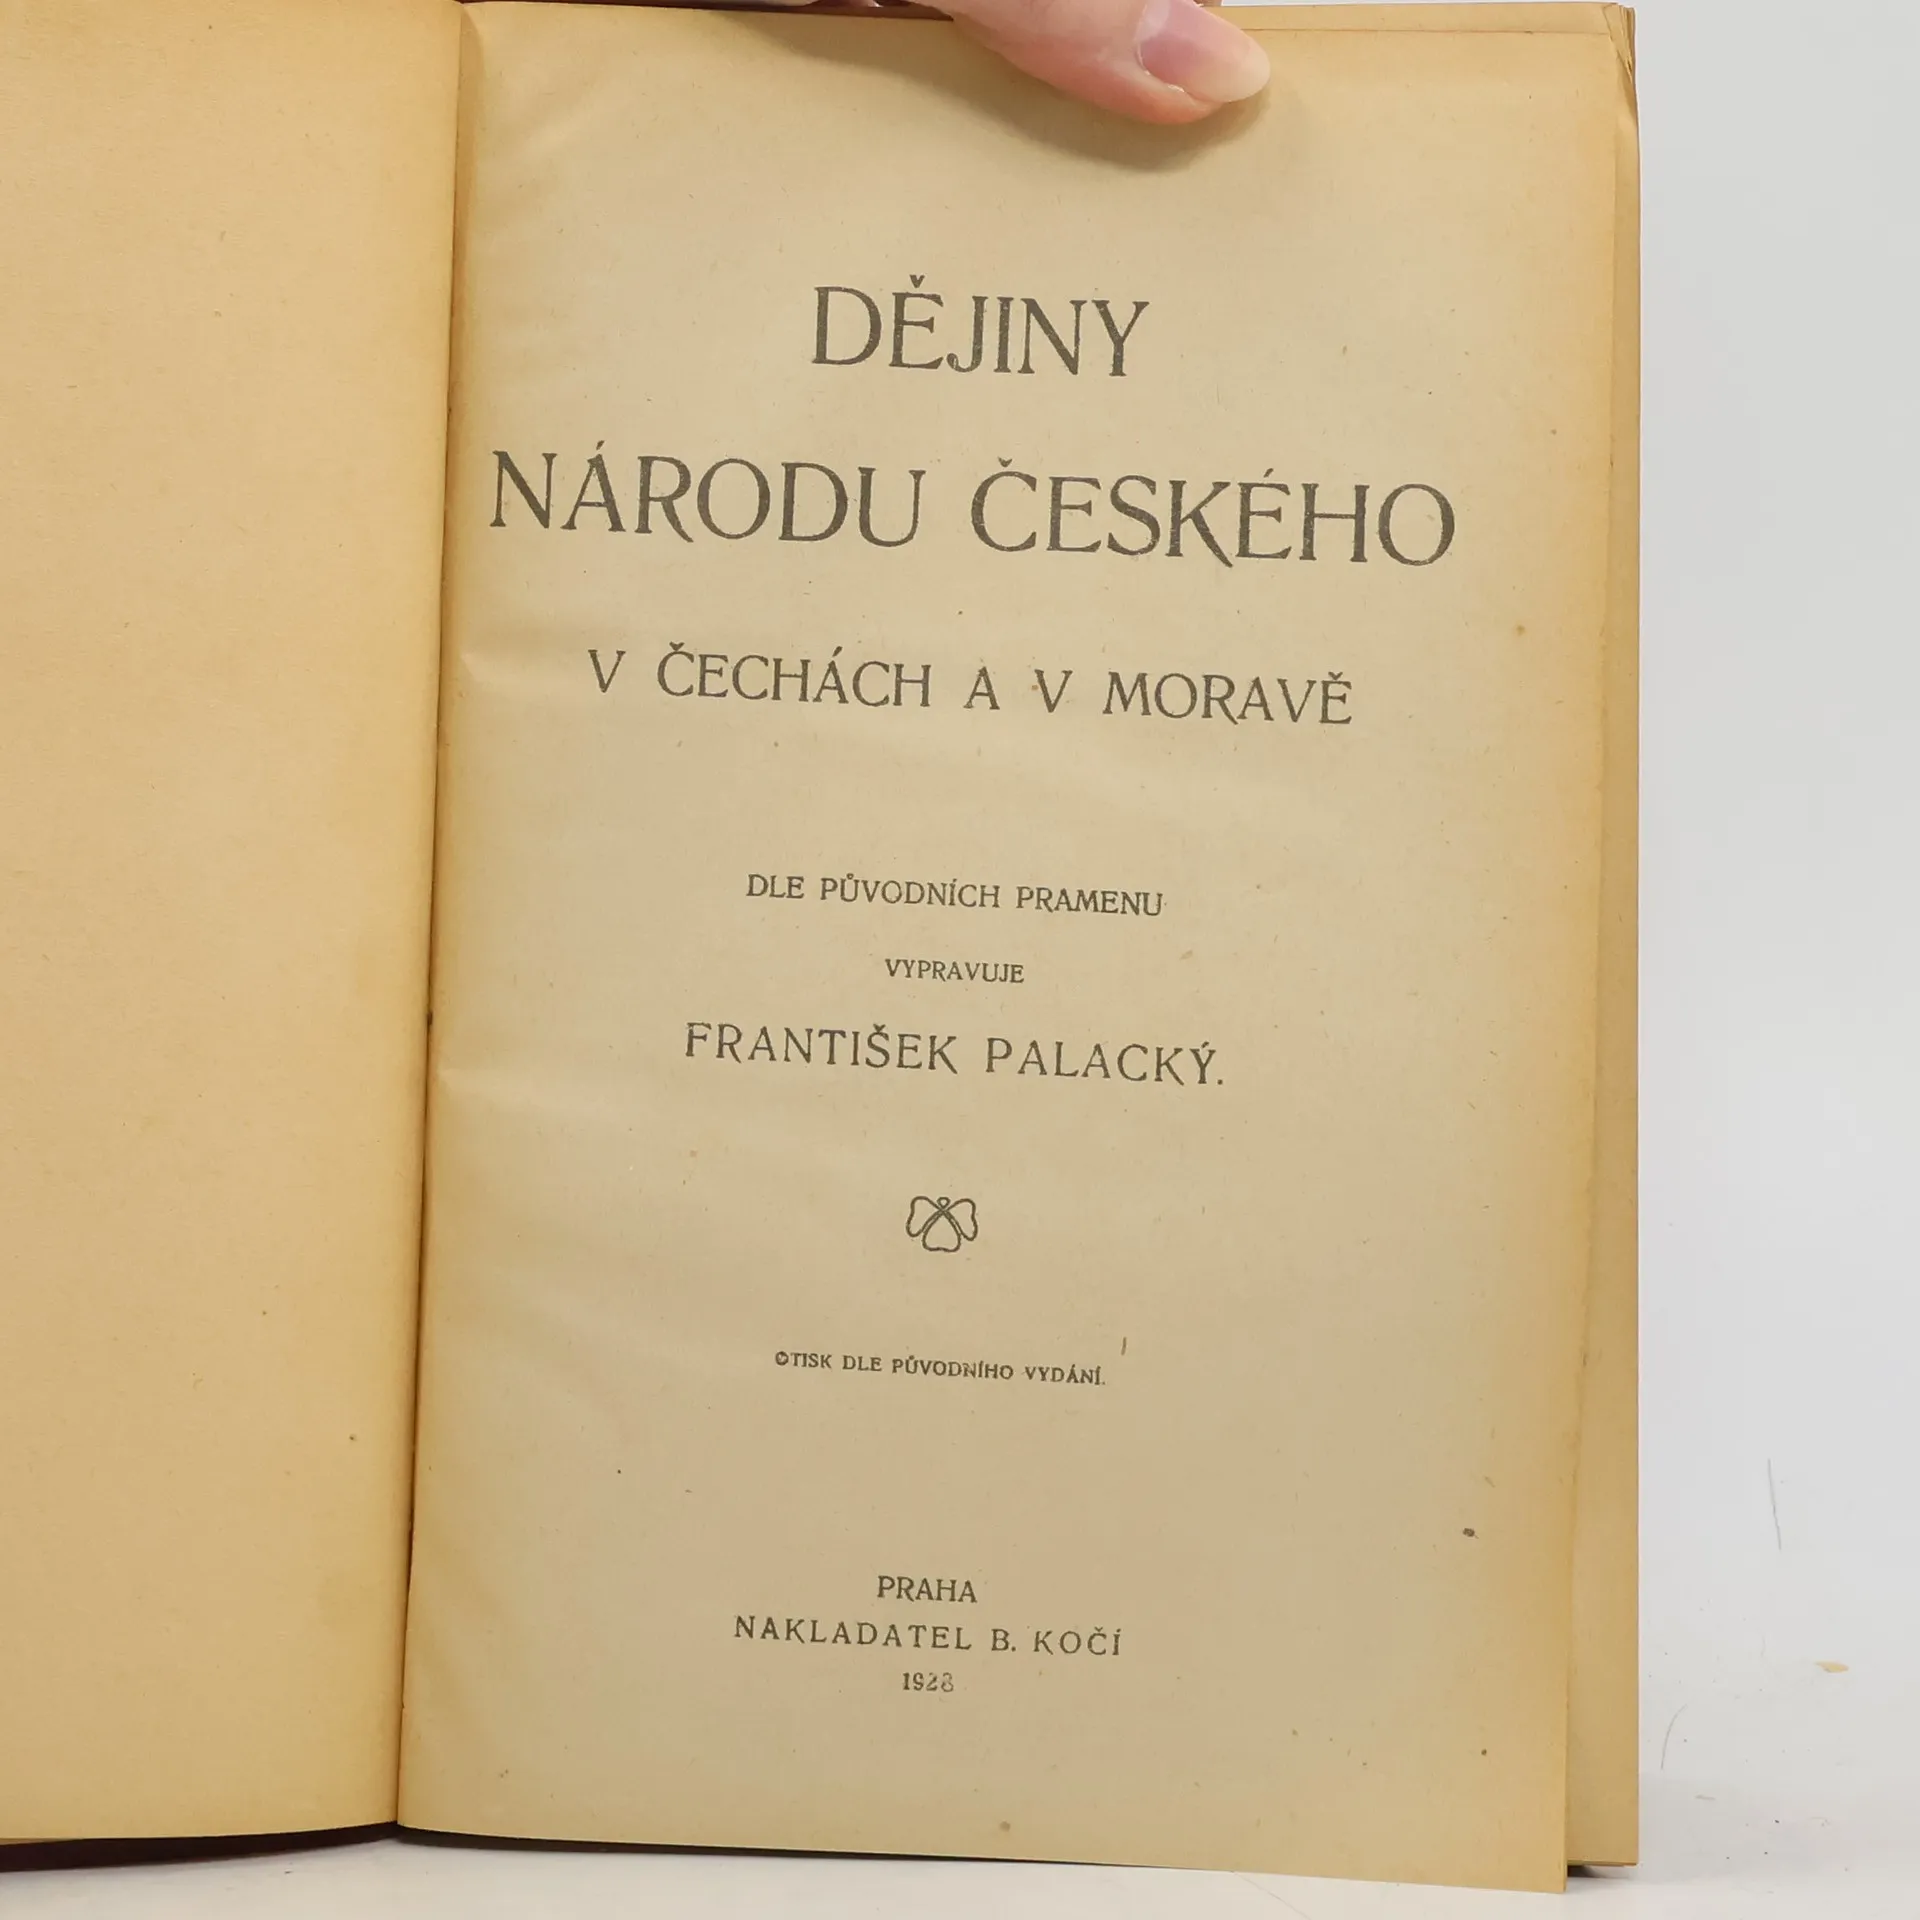 DĚJINY
NÁRODU ČESKÉHO
V ČECHÁCH A V MORAVĚ
DLE PŮVODNÍCH PRAMENU
VYPRAVUJE
FRANTIŠEK PALACKÝ.
OTISK DLE PŮVODNÍHO VYDÁNÍ.
PRAHA
NAKLADATEL B. KOČÍ
1928